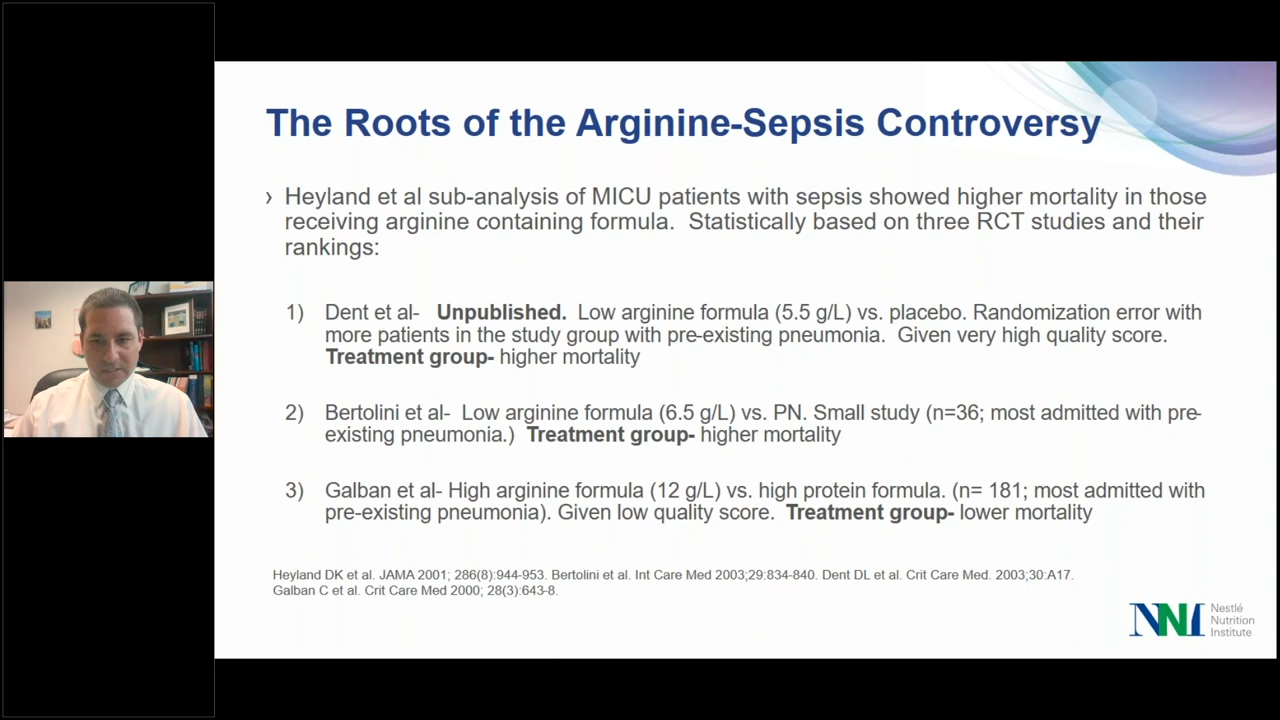 The Roots of the Arginine-Sepsis Controversy
› Heyland et al sub-analysis of MICU patients with sepsis showed higher mortality in those
receiving arginine containing formula.  Statistically based on three RCT studies and their
rankings:
1) Dent et al-  Unpublished.  Low arginine formula (5.5 g/L) vs. placebo. Randomization error with
more patients in the study group with pre-existing pneumonia.  Given very high quality score.
Treatment group- higher mortality
2) Bertolini et al-  Low arginine formula (6.5 g/L) vs. PN. Small study (n=36; most admitted with pre-
existing pneumonia.)  Treatment group- higher mortality
3) Galban et al- High arginine formula (12 g/L) vs. high protein formula. (n= 181; most admitted with
pre-existing pneumonia). Given low quality score.  Treatment group- lower mortality
Heyland DK et al. JAMA 2001; 286(8):944-953. Bertolini et al. Int Care Med 2003;29:834-840. Dent DL et al. Crit Care Med. 2003;30:A17.
Galban C et al. Crit Care Med 2000; 28(3):643-8.
NNI
Nestlé
Nutrition
Institute